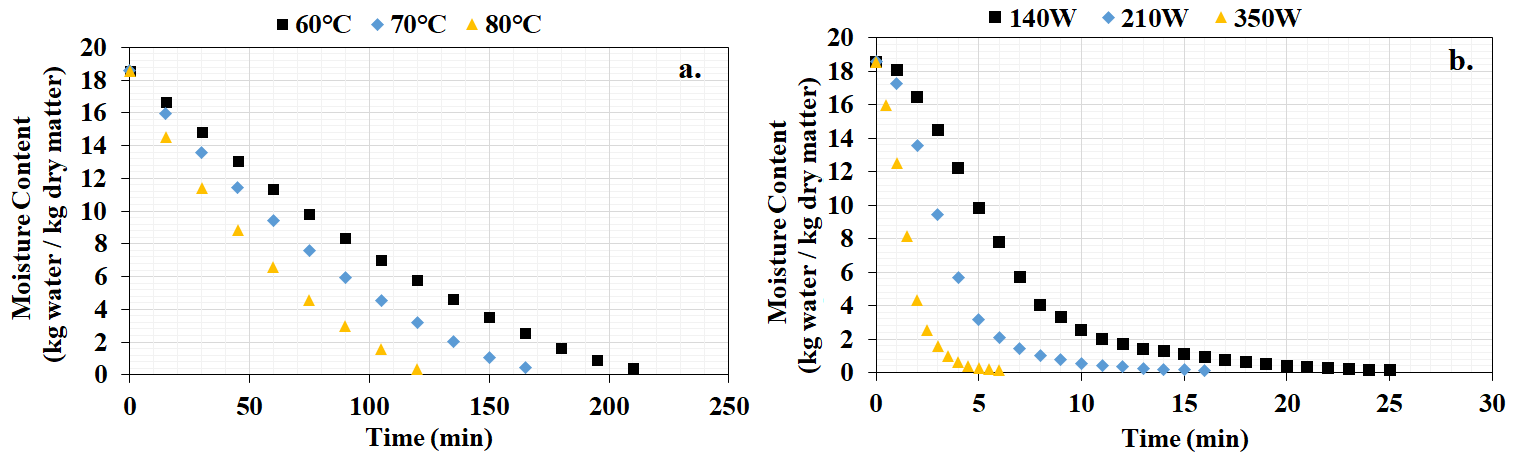 60°C 70°C 80°C
a.
Moisture Content
(kg water / kg dry matter)
20
18
16
14
12
10
8
6
4
2
0
0 50 100 150 200 250
Time (min)
140W 210W 350W
b.
Moisture Content
(kg water / kg dry matter)
20
18
16
14
12
10
8
6
4
2
0
0 5 10 15 20 25 30
Time (min)